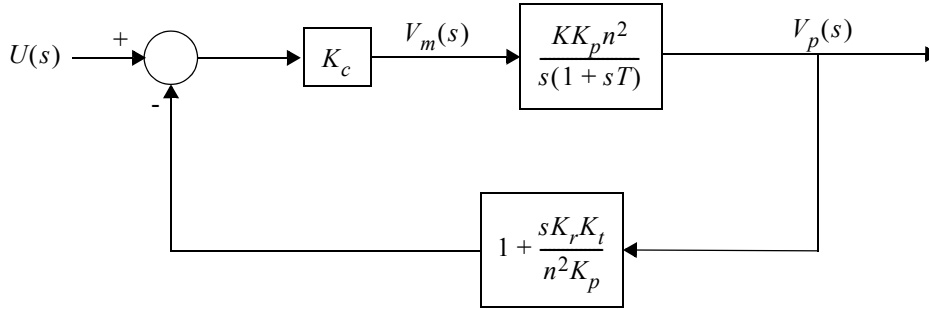 U(s)
+
-
K_c
V_m(s)
KK_pn^2
s(1 + sT)
V_p(s)
1 + sK_rK_t
n^2K_p